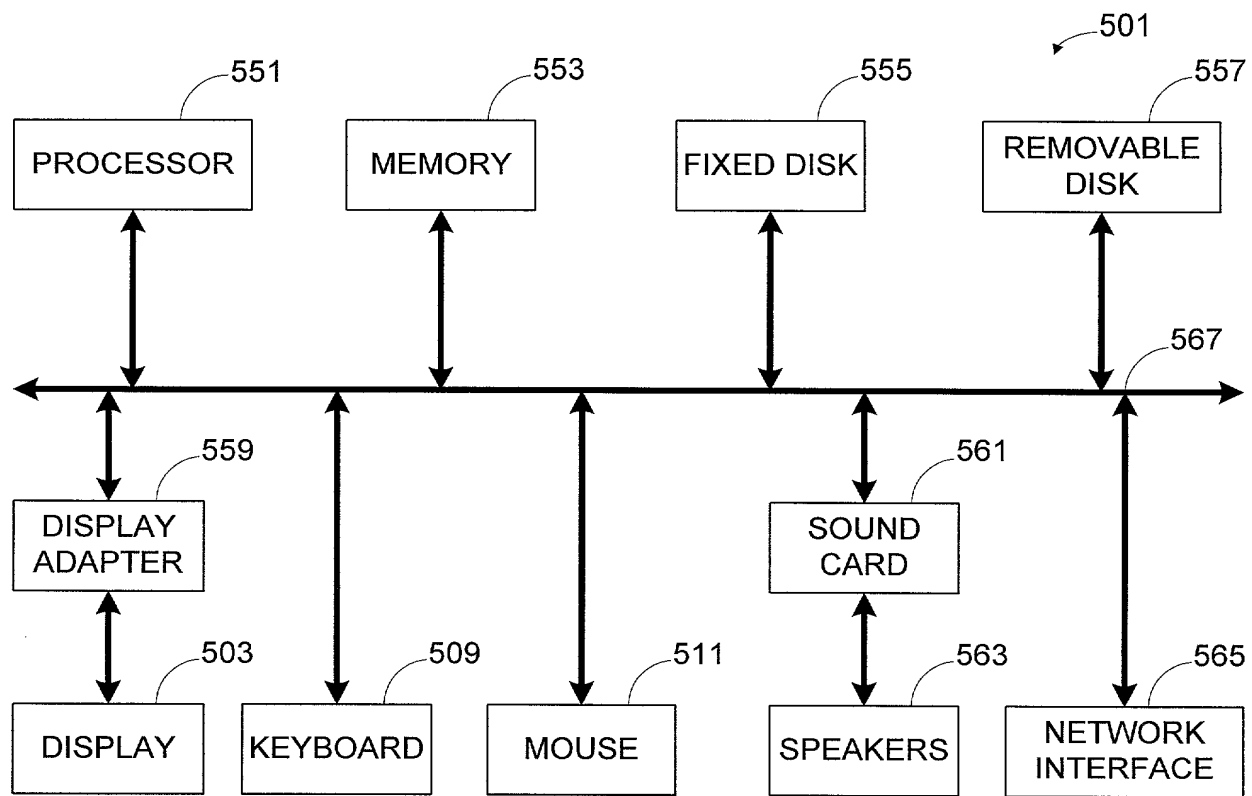 501
551
553
555
557
PROCESSOR
MEMORY
FIXED DISK
REMOVABLE
DISK
567
559
561
DISPLAY
ADAPTER
SOUND
CARD
503
509
511
563
565
DISPLAY
KEYBOARD
MOUSE
SPEAKERS
NETWORK
INTERFACE